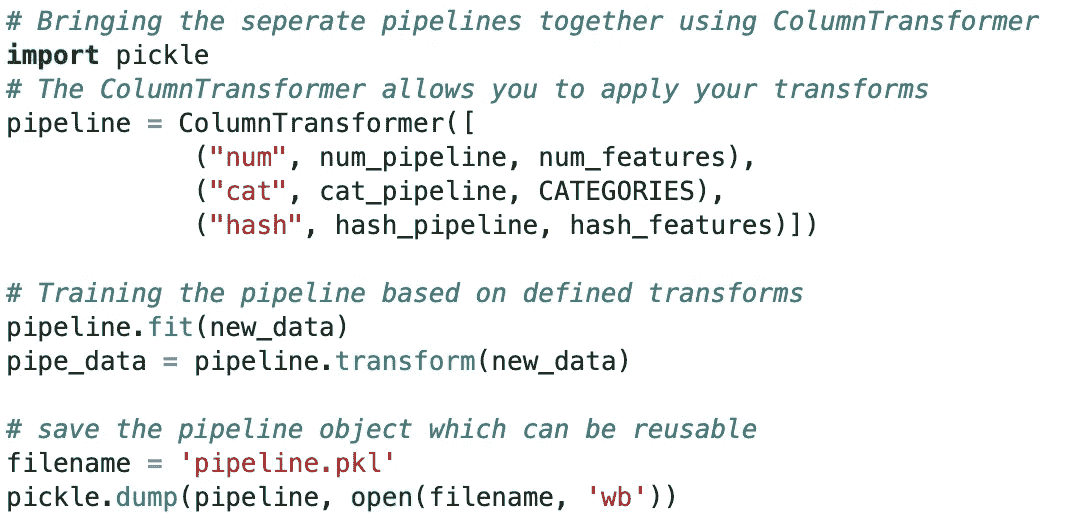 # Bringing the seperate pipelines together using ColumnTransformer
import pickle
# The ColumnTransformer allows you to apply your transforms
pipeline = ColumnTransformer([
            ("num", num_pipeline, num_features),
            ("cat", cat_pipeline, CATEGORIES),
            ("hash", hash_pipeline, hash_features)])

# Training the pipeline based on defined transforms
pipeline.fit(new_data)
pipe_data = pipeline.transform(new_data)

# save the pipeline object which can be reusable
filename = 'pipeline.pkl'
pickle.dump(pipeline, open(filename, 'wb'))